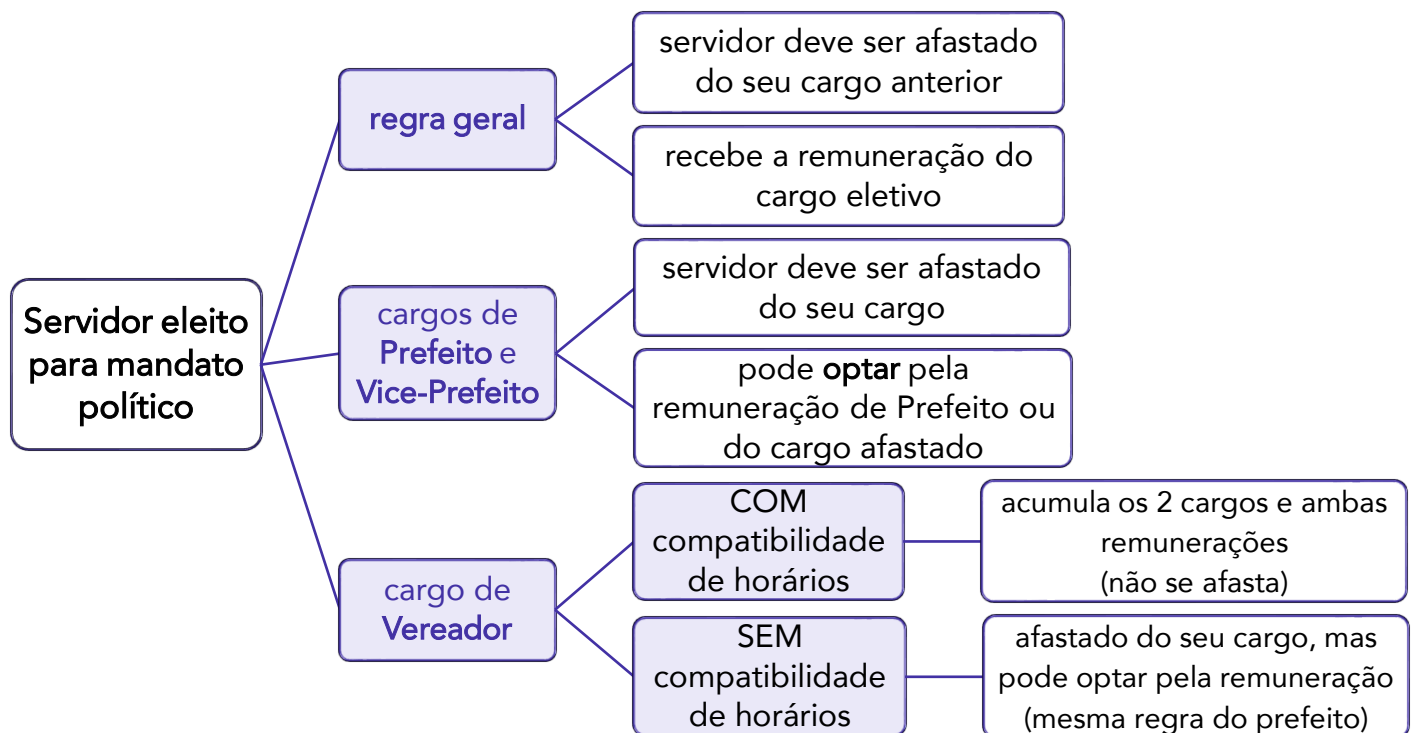 Servidor eleito
para mandato
político
regra geral
servidor deve ser afastado
do seu cargo anterior
recebe a remuneração do
cargo eletivo
cargos de
Prefeito e
Vice-Prefeito
servidor deve ser afastado
do seu cargo
pode optar pela
remuneração de Prefeito ou
do cargo afastado
cargo de
Vereador
COM
compatibilidade
de horários
acumula os 2 cargos e ambas
remunerações
(não se afasta)
SEM
compatibilidade
de horários
afastado do seu cargo, mas
pode optar pela remuneração
(mesma regra do prefeito)